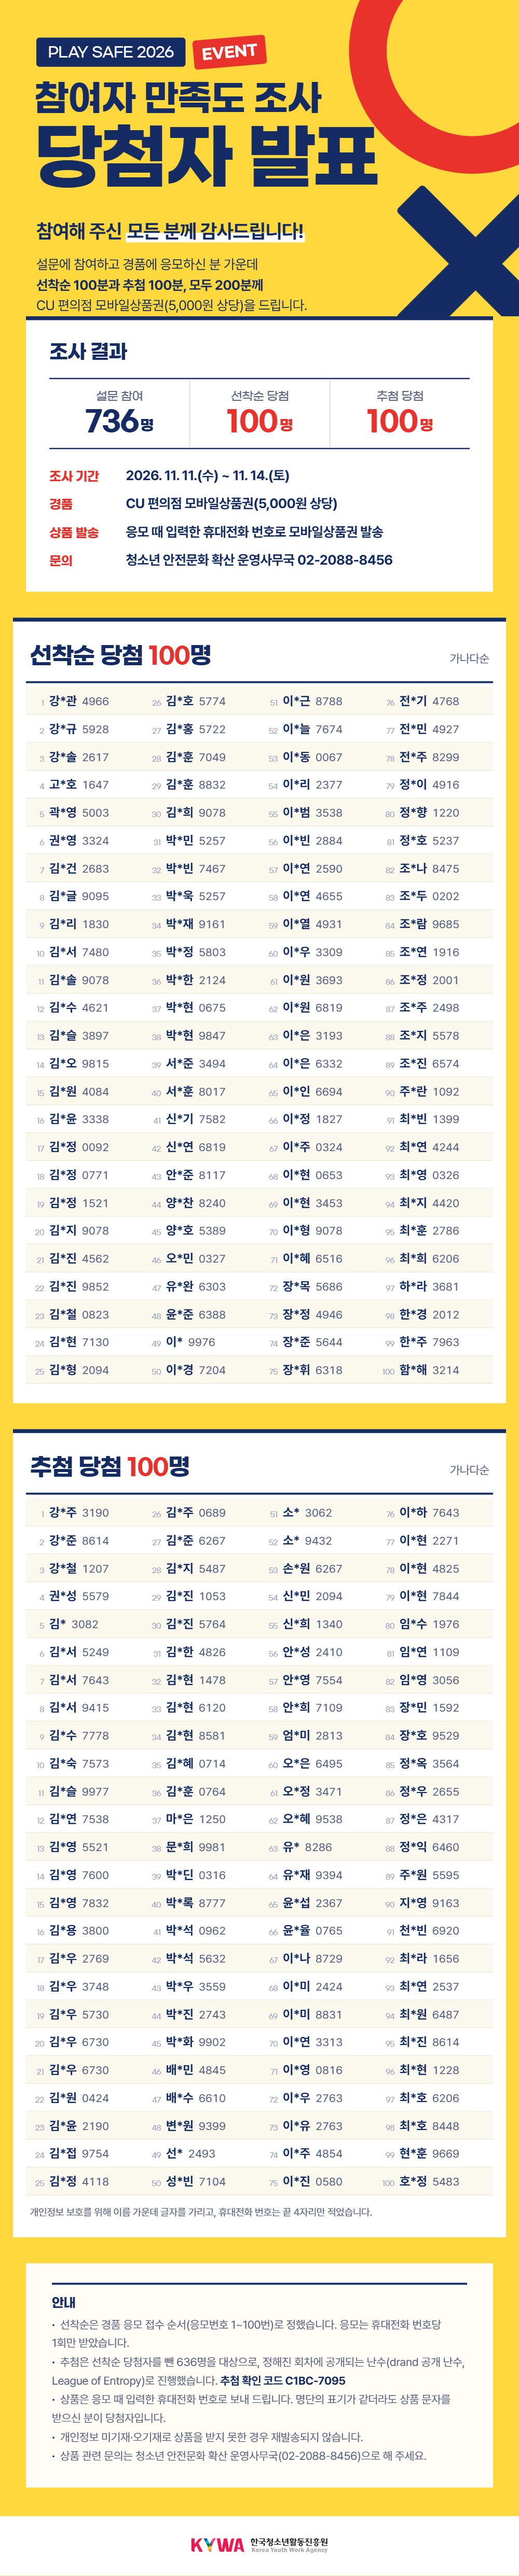 PLAY SAFE 2026
EVENT
참여자 만족도 조사
당첨자 발표
참여해 주신 모든 분께 감사드립니다!
설문에 참여하고 경품에 응모하신 분 가운데
선착순 100분과 추첨 100분, 모두 200분께
CU 편의점 모바일상품권(5,000원 상당)을 드립니다.
조사 결과
설문 참여 선착순 당첨 추첨 당첨
736명 100명 100명
조사 기간 2026. 11. 11.(수) ~ 11. 14.(토)
경품 CU 편의점 모바일상품권(5,000원 상당)
상품 발송 응모 때 입력한 휴대전화 번호로 모바일상품권 발송
문의 청소년 안전문화 확산 운영사무국 02-2088-8456
선착순 당첨 100명 가나다순
1 강*관 4966 26 김*호 5774 51 이*근 8788 76 전*기 4768
2 강*규 5928 27 김*홍 5722 52 이*늘 7674 77 전*민 4927
3 강*솔 2617 28 김*훈 7049 53 이*동 0067 78 전*주 8299
4 고*호 1647 29 김*훈 8832 54 이*리 2377 79 정*이 4916
5 곽*영 5003 30 김*희 9078 55 이*범 3538 80 정*향 1220
6 권*영 3324 31 박*민 5257 56 이*빈 2884 81 정*호 5237
7 김*건 2683 32 박*빈 7467 57 이*연 2590 82 조*나 8475
8 김*글 9095 33 박*욱 5257 58 이*연 4655 83 조*두 0202
9 김*리 1830 34 박*재 9161 59 이*열 4931 84 조*람 9685
10 김*서 7480 35 박*정 5803 60 이*우 3309 85 조*연 1916
11 김*솔 9078 36 박*한 2124 61 이*원 3693 86 조*정 2001
12 김*수 4621 37 박*현 0675 62 이*원 6819 87 조*주 2498
13 김*슬 3897 38 박*현 9847 63 이*은 3193 88 조*지 5578
14 김*오 9815 39 서*준 3494 64 이*은 6332 89 조*진 6574
15 김*원 4084 40 서*훈 8017 65 이*인 6694 90 주*란 1092
16 김*윤 3338 41 신*기 7582 66 이*정 1827 91 최*빈 1399
17 김*정 0092 42 신*연 6819 67 이*주 0324 92 최*연 4244
18 김*정 0771 43 안*준 8117 68 이*현 0653 93 최*영 0326
19 김*정 1521 44 양*찬 8240 69 이*현 3453 94 최*지 4420
20 김*지 9078 45 양*호 5389 70 이*형 9078 95 최*훈 2786
21 김*진 4562 46 오*민 0327 71 이*혜 6516 96 최*희 6206
22 김*진 9852 47 유*완 6303 72 장*목 5686 97 하*라 3681
23 김*철 0823 48 윤*준 6388 73 장*정 4946 98 한*경 2012
24 김*현 7130 49 이* 9976 74 장*준 5644 99 한*주 7963
25 김*형 2094 50 이*경 7204 75 장*휘 6318 100 함*해 3214
추첨 당첨 100명 가나다순
1 강*주 3190 26 김*주 0689 51 소* 3062 76 이*하 7643
2 강*준 8614 27 김*준 6267 52 소* 9432 77 이*현 2271
3 강*철 1207 28 김*지 5487 53 손*원 6267 78 이*현 4825
4 권*성 5579 29 김*진 1053 54 신*민 2094 79 이*현 7844
5 김* 3082 30 김*진 5764 55 신*희 1340 80 임*수 1976
6 김*서 5249 31 김*한 4826 56 안*성 2410 81 임*연 1109
7 김*서 7643 32 김*현 1478 57 안*영 7554 82 임*영 3056
8 김*서 9415 33 김*현 6120 58 안*희 7109 83 장*민 1592
9 김*수 7778 34 김*현 8581 59 엄*미 2813 84 장*호 9529
10 김*숙 7573 35 김*혜 0714 60 오*은 6495 85 정*옥 3564
11 김*슬 9977 36 김*훈 0764 61 오*정 3471 86 정*우 2655
12 김*연 7538 37 마*은 1250 62 오*혜 9538 87 정*은 4317
13 김*영 5521 38 문*희 9981 63 유* 8286 88 정*익 6460
14 김*영 7600 39 박*딘 0316 64 유*재 9394 89 주*원 5595
15 김*영 7832 40 박*록 8777 65 윤*섭 2367 90 지*영 9163
16 김*용 3800 41 박*석 0962 66 윤*율 0765 91 천*빈 6920
17 김*우 2769 42 박*석 5632 67 이*나 8729 92 최*라 1656
18 김*우 3748 43 박*우 3559 68 이*미 2424 93 최*연 2537
19 김*우 5730 44 박*진 2743 69 이*미 8831 94 최*원 6487
20 김*우 6730 45 박*화 9902 70 이*연 3313 95 최*진 8614
21 김*우 6730 46 배*민 4845 71 이*영 0816 96 최*현 1228
22 김*원 0424 47 배*수 6610 72 이*우 2763 97 최*호 6206
23 김*윤 2190 48 변*원 9399 73 이*유 2763 98 최*호 8448
24 김*접 9754 49 선* 2493 74 이*주 4854 99 현*훈 9669
25 김*정 4118 50 성*빈 7104 75 이*진 0580 100 호*정 5483
개인정보 보호를 위해 이름 가운데 글자를 가리고, 휴대전화 번호는 끝 4자리만 적었습니다.
안내
· 선착순은 경품 응모 접수 순서(응모번호 1~100번)로 정했습니다. 응모는 휴대전화 번호당
1회만 받았습니다.
· 추첨은 선착순 당첨자를 뺀 636명을 대상으로, 정해진 회차에 공개되는 난수(drand 공개 난수,
League of Entropy)로 진행했습니다. 추첨 확인 코드 C1BC-7095
· 상품은 응모 때 입력한 휴대전화 번호로 보내 드립니다. 명단의 표기가 같더라도 상품 문자를
받으신 분이 당첨자입니다.
· 개인정보 미기재·오기재로 상품을 받지 못한 경우 재발송되지 않습니다.
· 상품 관련 문의는 청소년 안전문화 확산 운영사무국(02-2088-8456)으로 해 주세요.
KYWA 한국청소년활동진흥원
Korea Youth Work Agency